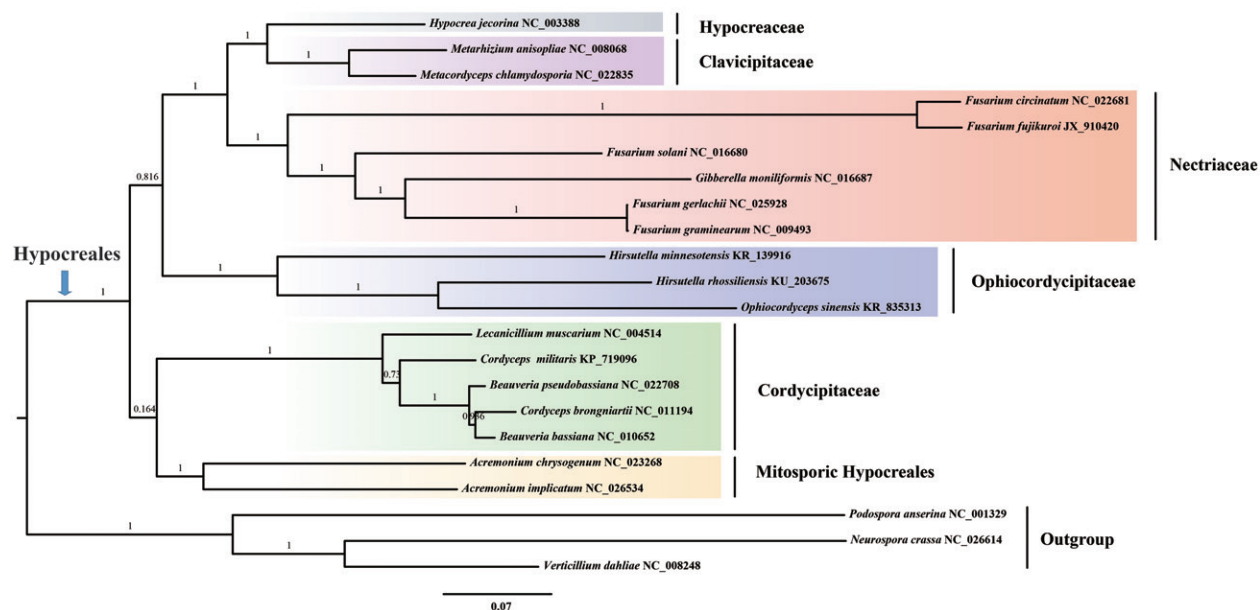 1
Hypocrea jecorina NC_003388
Hypocreaceae
1
Metarhizium anisopliae NC_008068
Metacordyceps chlamydosporia NC_022835
Clavicipitaceae
1
1
Fusarium circinatum NC_022681
Fusarium fujikuroi JX_910420
1
Fusarium solani NC_016680
Nectriaceae
1
Gibberella moniliformis NC_016687
0.816
1
1
Fusarium gerlachii NC_025928
Fusarium graminearum NC_009493
Hypocreales
1
1
Hirsutella minnesotensis KR_139916
1
Hirsutella rhossiliensis KU_203675
Ophiocordyceps sinensis KR_835313
Ophiocordycipitaceae
1
Lecanicillium muscarium NC_004514
0.73
Cordyceps militaris KP_719096
1
Beauveria pseudobassiana NC_022708
Cordycipitaceae
0.164
Cordyceps brongniartii NC_011194
Beauveria bassiana NC_010652
1
Acremonium chrysogenum NC_023268
Acremonium implicatum NC_026534
Mitosporic Hypocreales
1
Podospora anserina NC_001329
1
Neurospora crassa NC_026614
Verticillium dahliae NC_008248
Outgroup
0.07